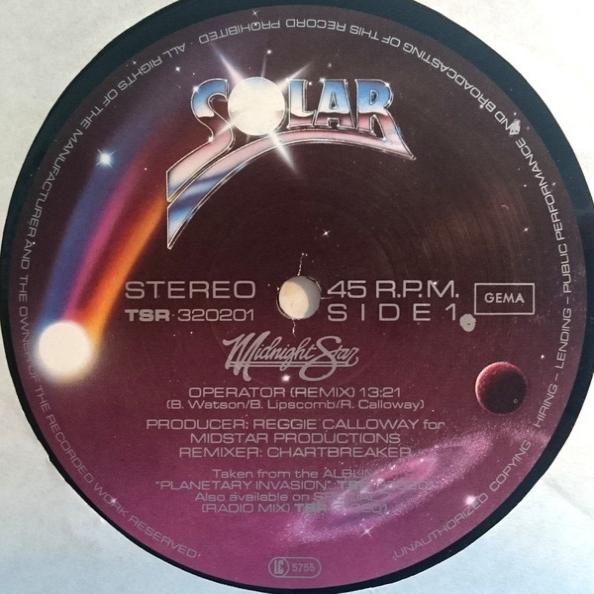 ALL RIGHTS OF THE MANUFACTURER AND THE OWNER OF THE RECORDED WORK RESERVED·
·UNAUTHORIZED COPYING – HIRING – LENDING – PUBLIC PERFORMANCE AND BROADCASTING OF THIS RECORD PROHIBITED
SOLAR
STEREO 45 R.P.M.
TSR 320201 SIDE 1
GEMA
Midnight Star
OPERATOR (REMIX) 13:21
(B. Watson/B. Lipscomb/R. Calloway)
PRODUCER: REGGIE CALLOWAY for
MIDSTAR PRODUCTIONS
REMIXER: CHARTBREAKER
Taken from the ALBUM
"PLANETARY INVASION"
Also available on
(RADIO MIX) TSR
LC 5755